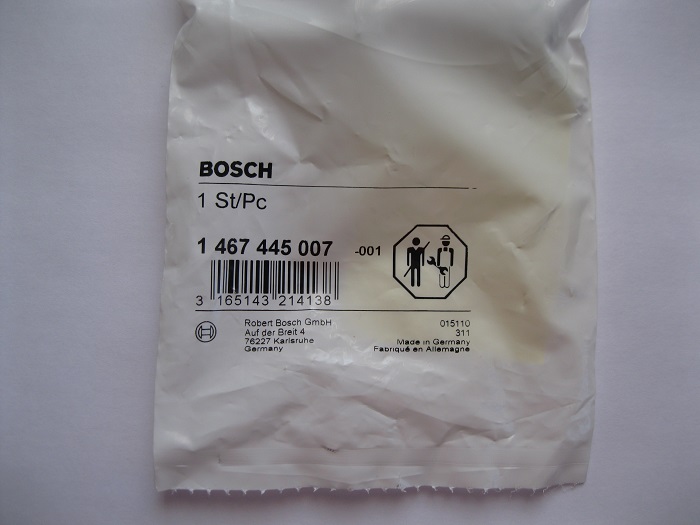 BOSCH
1 St/Pc
1 467 445 007 -001
3 165143 214138
Robert Bosch GmbH 015110
Auf der Breit 4 311
76227 Karlsruhe Made in Germany
Germany Fabriqué en Allemagne